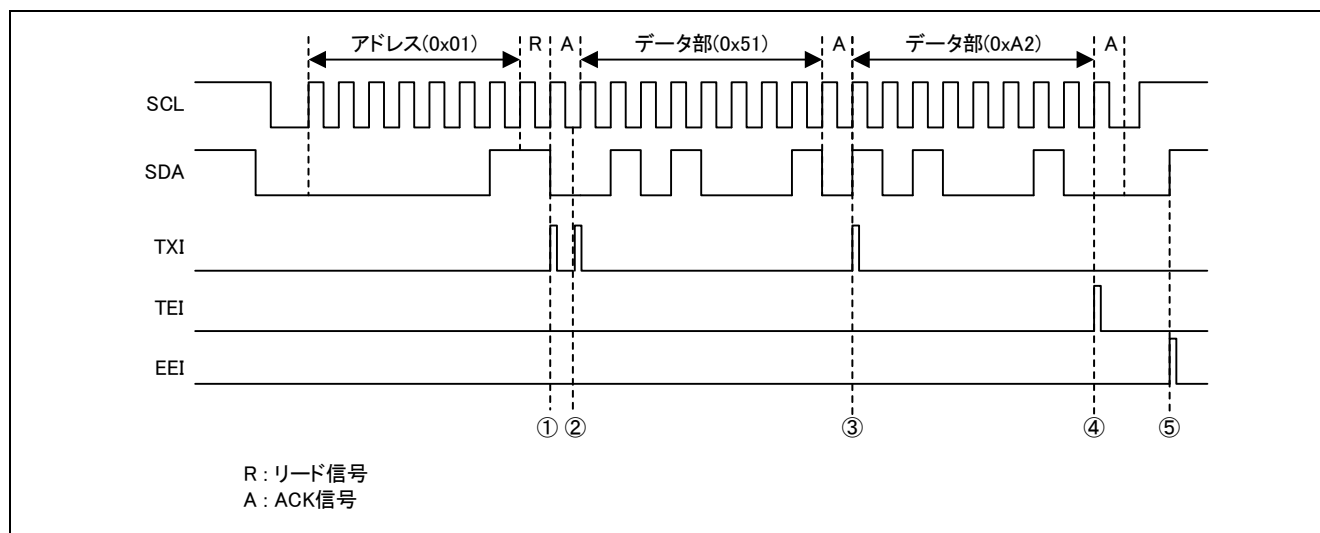 アドレス(0x01) R A データ部(0x51) A データ部(0xA2) A
SCL
SDA
TXI
TEI
EEI
① ② ③ ④ ⑤
R : リード信号
A : ACK信号